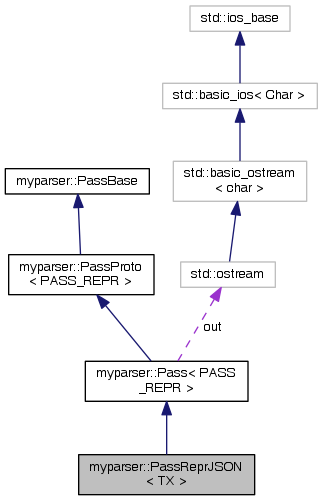 std::ios_base
std::basic_ios< Char >
std::basic_ostream
< char >
myparser::PassBase
myparser::PassProto
< PASS_REPR >
std::ostream
out
myparser::Pass< PASS
_REPR >
myparser::PassReprJSON
< TX >